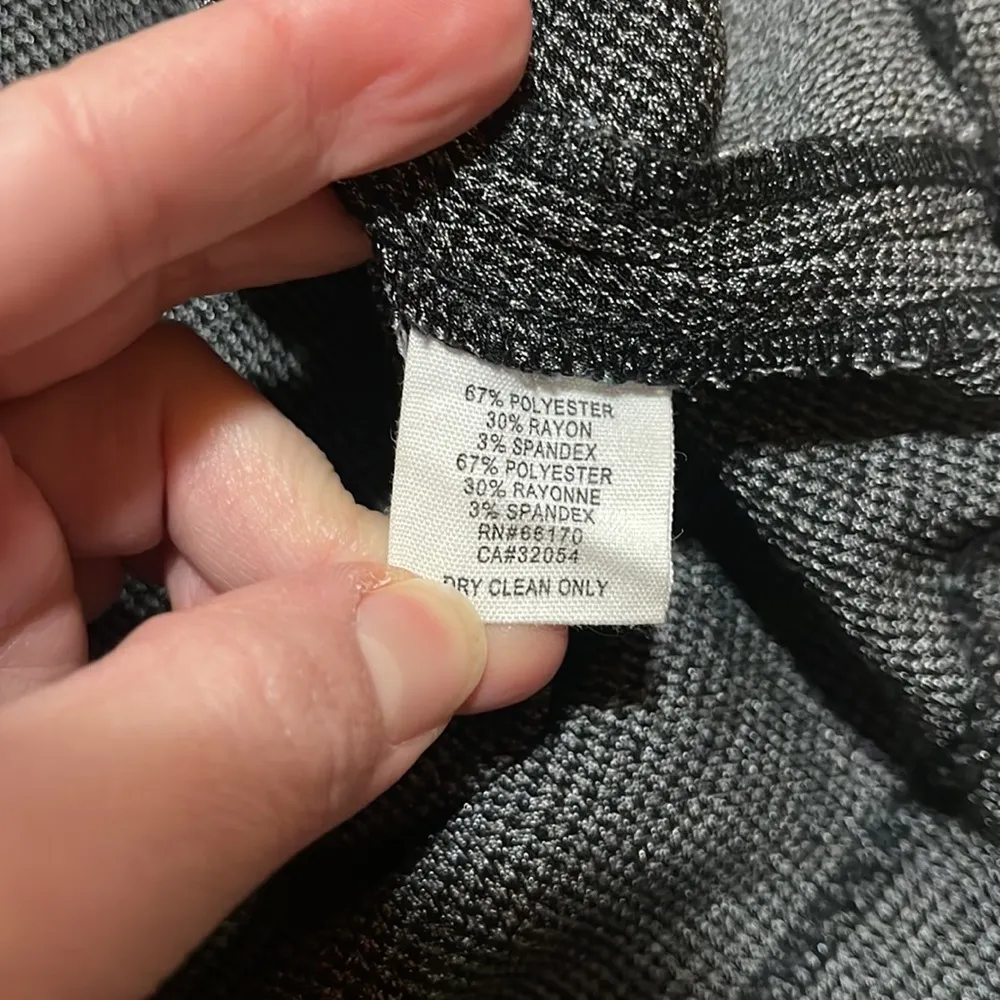 67% POLYESTER
30% RAYON
3% SPANDEX
67% POLYESTER
30% RAYONNE
3% SPANDEX
RN#66170
CA#32054
DRY CLEAN ONLY